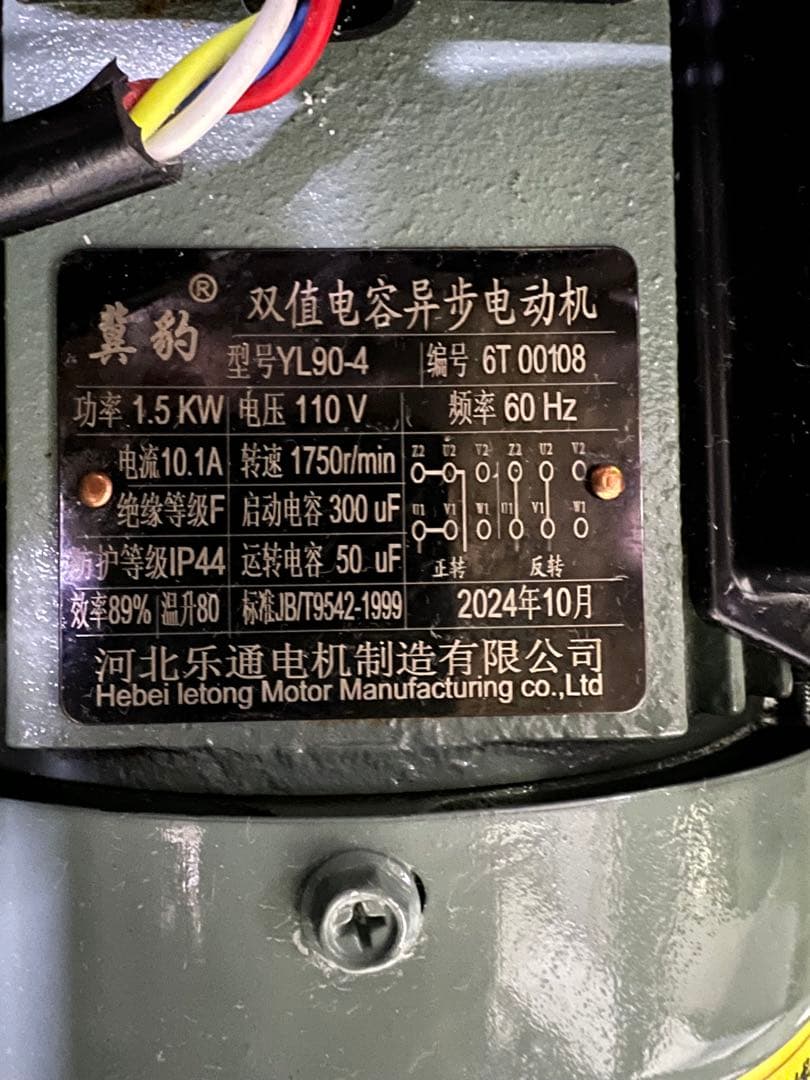 冀豹®
双值电容异步电动机
型号YL90-4 编号 6T 00108
功率 1.5 KW 电压 110 V 频率 60 Hz
电流10.1A 转速 1750r/min
绝缘等级F 启动电容 300 uF
防护等级IP44 运转电容 50 uF
Z2 U2 V2 Z2 U2 V2
U1 V1 W1 U1 V1 W1
正转 反转
效率89% 温升80 标准JB/T9542-1999 2024年10月
河北乐通电机制造有限公司
Hebei letong Motor Manufacturing co.,Ltd